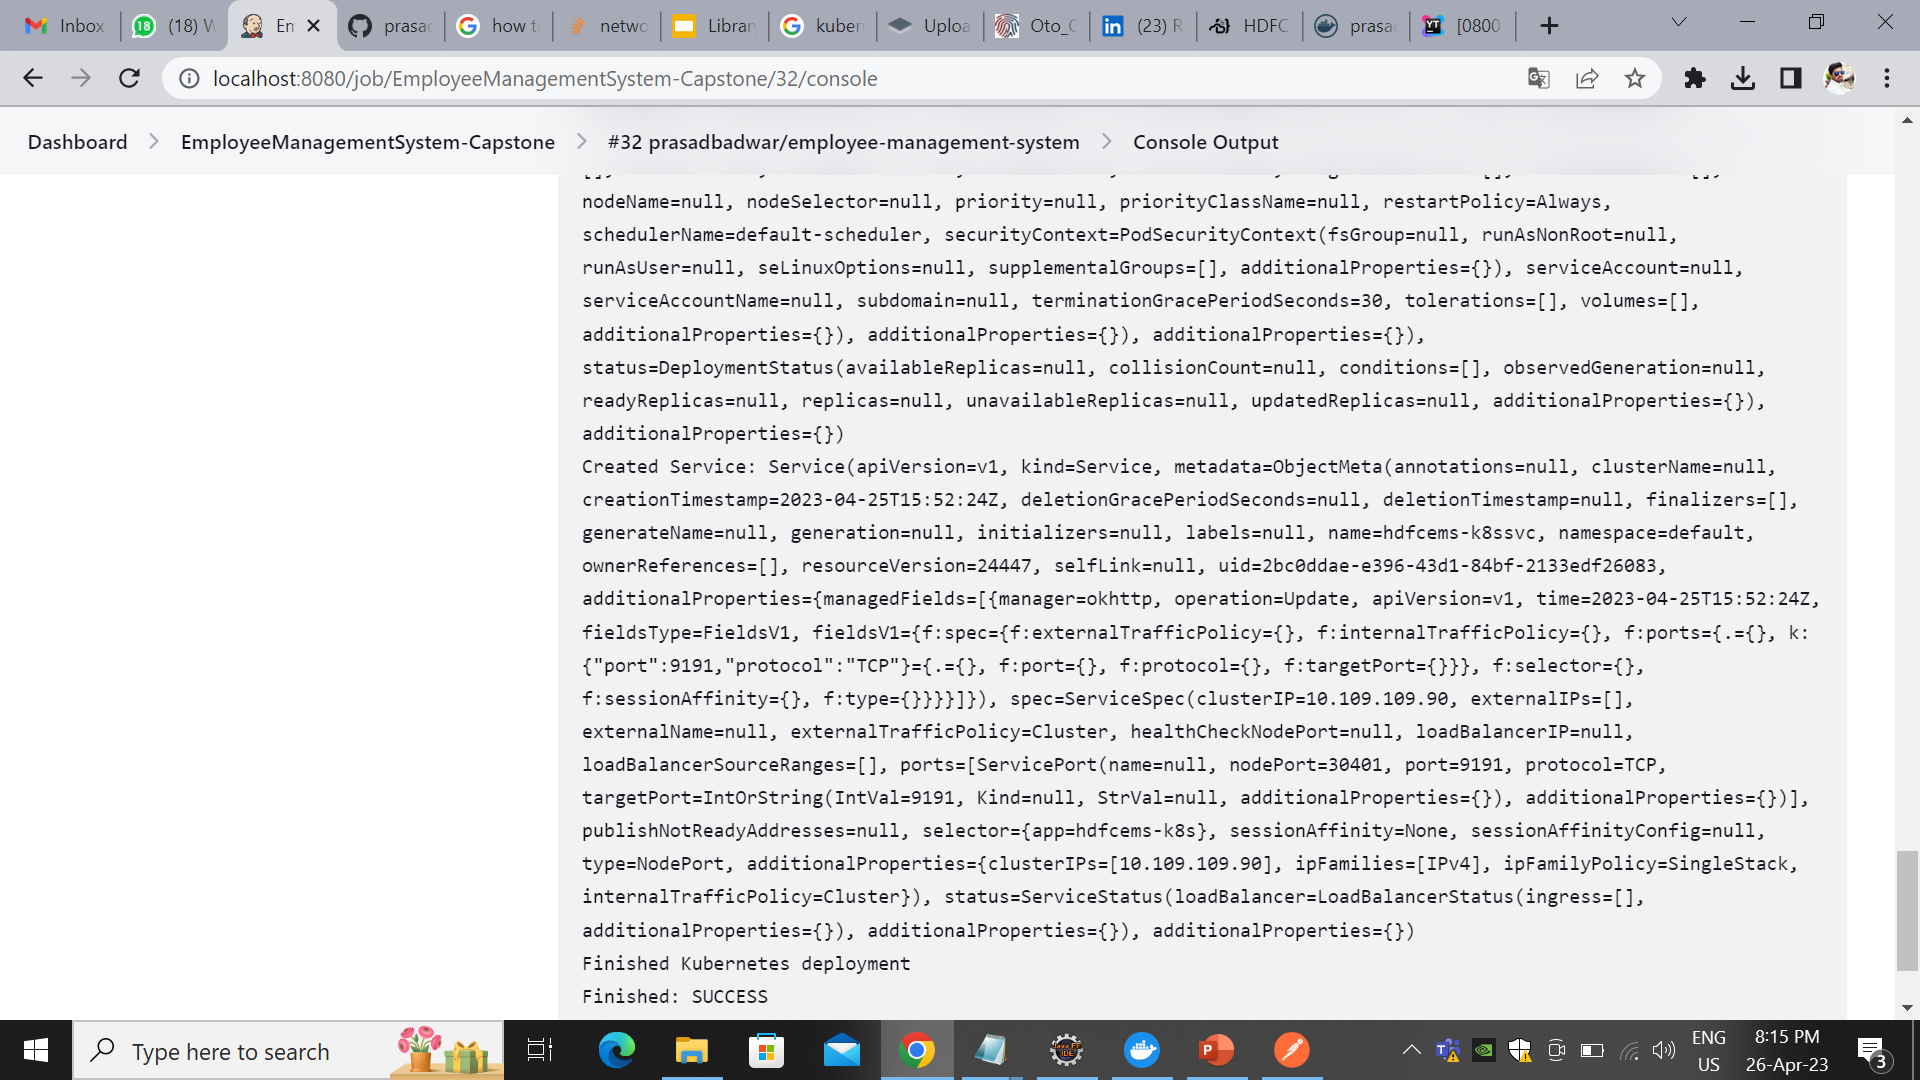 Inbox
(18) W
En
prasad
how to
netwo
Library
kuber
Uploa
Oto_G
(23) R
HDFC
prasad
[0800
localhost:8080/job/EmployeeManagementSystem-Capstone/32/console
Dashboard
EmployeeManagementSystem-Capstone
#32 prasadbadwar/employee-management-system
Console Output
nodeName=null, nodeSelector=null, priority=null, priorityClassName=null, restartPolicy=Always,
schedulerName=default-scheduler, securityContext=PodSecurityContext(fsGroup=null, runAsNonRoot=null,
runAsUser=null, seLinuxOptions=null, supplementalGroups=[], additionalProperties={}), serviceAccount=null,
serviceAccountName=null, subdomain=null, terminationGracePeriodSeconds=30, tolerations=[], volumes=[],
additionalProperties={}), additionalProperties={}), additionalProperties={}),
status=DeploymentStatus(availableReplicas=null, collisionCount=null, conditions=[], observedGeneration=null,
readyReplicas=null, replicas=null, unavailableReplicas=null, updatedReplicas=null, additionalProperties={}),
additionalProperties={})
Created Service: Service(apiVersion=v1, kind=Service, metadata=ObjectMeta(annotations=null, clusterName=null,
creationTimestamp=2023-04-25T15:52:24Z, deletionGracePeriodSeconds=null, deletionTimestamp=null, finalizers=[],
generateName=null, generation=null, initializers=null, labels=null, name=hdfcems-k8ssvc, namespace=default,
ownerReferences=[], resourceVersion=24447, selfLink=null, uid=2bc0ddae-e396-43d1-84bf-2133edf26083,
additionalProperties={managedFields=[{manager=okhttp, operation=Update, apiVersion=v1, time=2023-04-25T15:52:24Z,
fieldsType=FieldsV1, fieldsV1={f:spec={f:externalTrafficPolicy={}, f:internalTrafficPolicy={}, f:ports={.={}, k:
{"port":9191,"protocol":"TCP"}={.={}, f:port={}, f:protocol={}, f:targetPort={}}}, f:selector={},
f:sessionAffinity={}, f:type={}}}}]}), spec=ServiceSpec(clusterIP=10.109.109.90, externalIPs=[],
externalName=null, externalTrafficPolicy=Cluster, healthCheckNodePort=null, loadBalancerIP=null,
loadBalancerSourceRanges=[], ports=[ServicePort(name=null, nodePort=30401, port=9191, protocol=TCP,
targetPort=IntOrString(IntVal=9191, Kind=null, StrVal=null, additionalProperties={}), additionalProperties={})],
publishNotReadyAddresses=null, selector={app=hdfcems-k8s}, sessionAffinity=None, sessionAffinityConfig=null,
type=NodePort, additionalProperties={clusterIPs=[10.109.109.90], ipFamilies=[IPv4], ipFamilyPolicy=SingleStack,
internalTrafficPolicy=Cluster}), status=ServiceStatus(loadBalancer=LoadBalancerStatus(ingress=[],
additionalProperties={}), additionalProperties={}), additionalProperties={})
Finished Kubernetes deployment
Finished: SUCCESS
Type here to search
ENG
US
8:15 PM
26-Apr-23
3